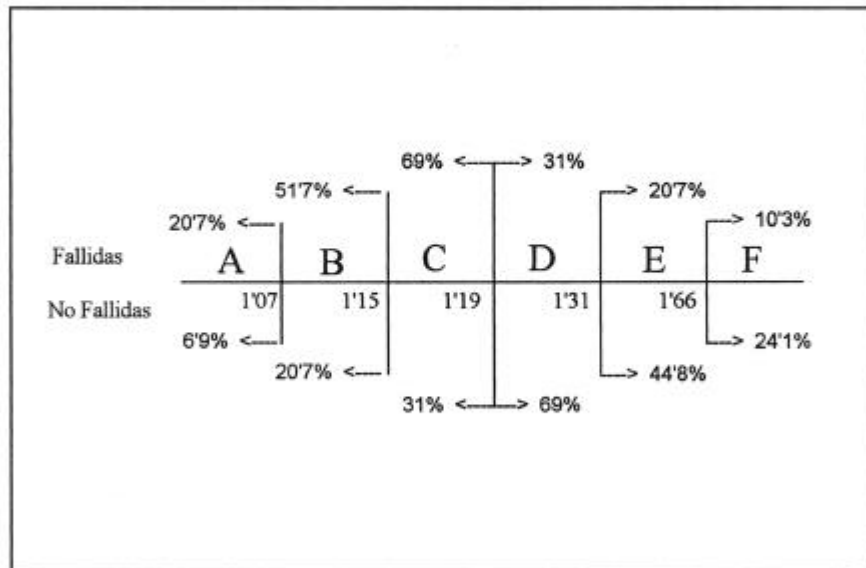 69% <----> 31%
51'7% <---- ----> 20'7%
20'7% <---- ----> 10'3%
Fallidas A B C D E F
1'07 1'15 1'19 1'31 1'66
No Fallidas
6'9% <---- ----> 24'1%
20'7% <---- ----> 44'8%
31% <----> 69%